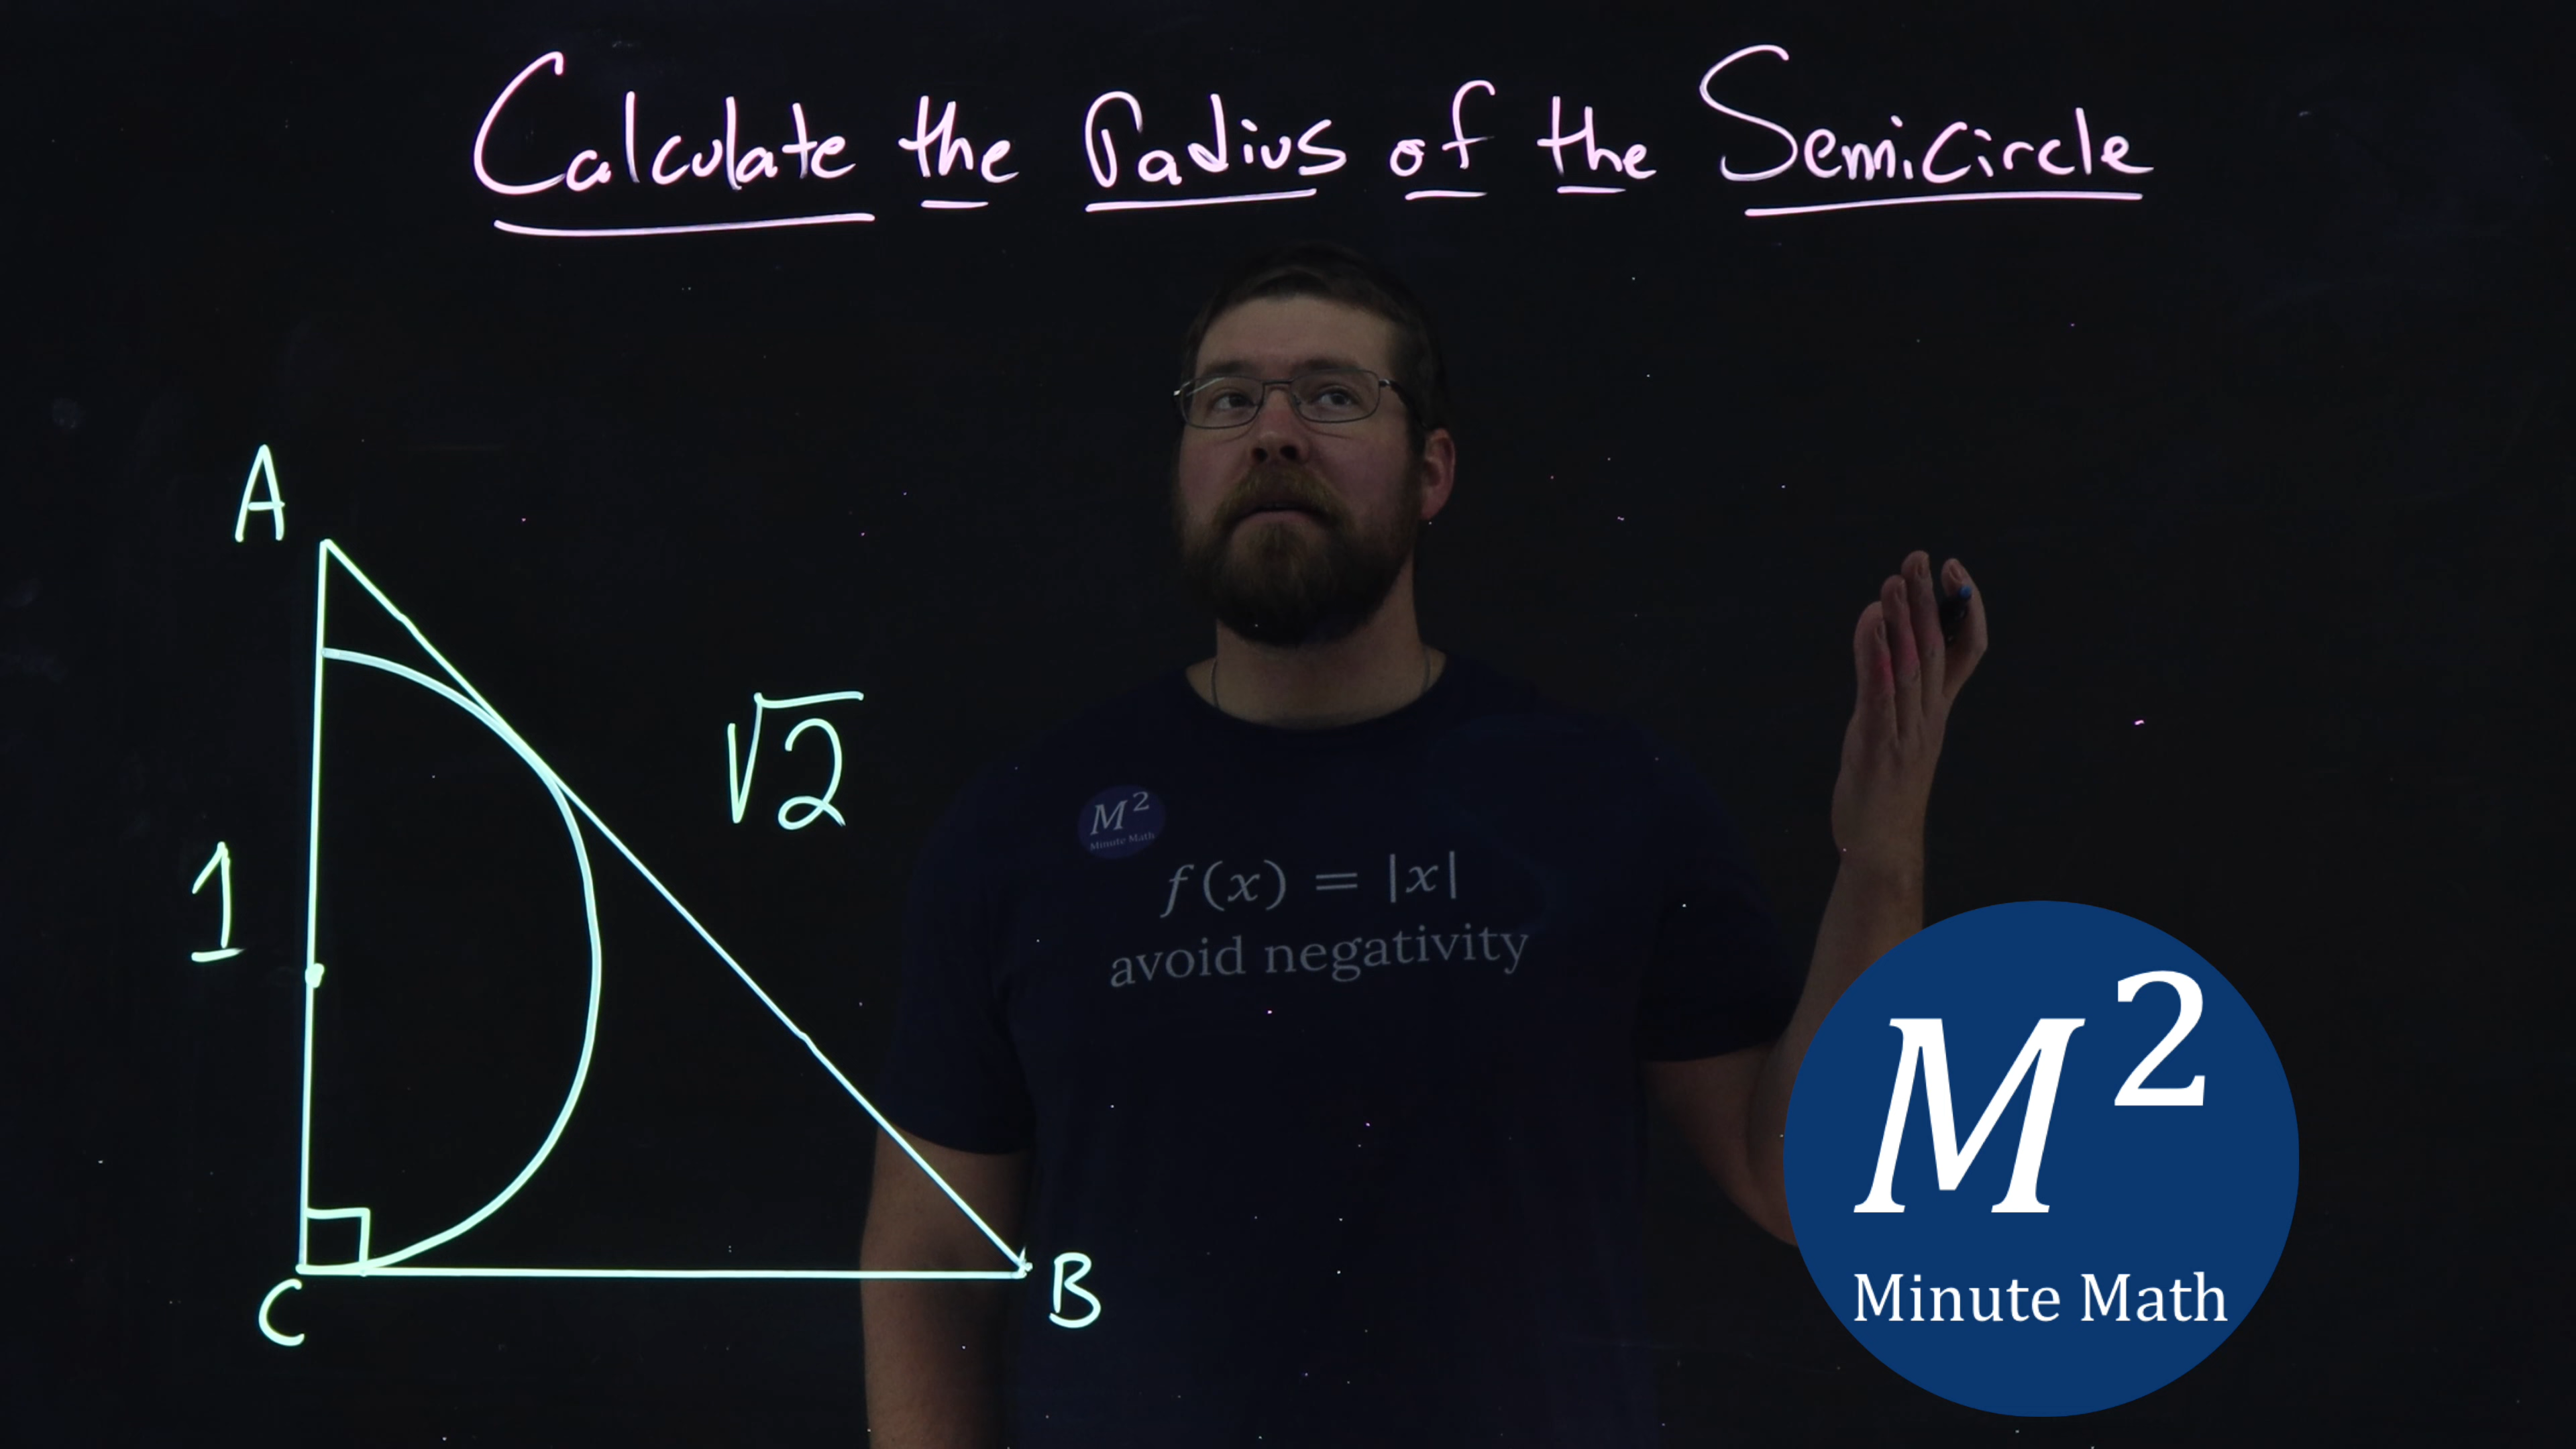 Calculate the radius of the Semicircle
A
√2
1
C
B
M²
Minute Math
f(x) = |x|
avoid negativity
M²
Minute Math